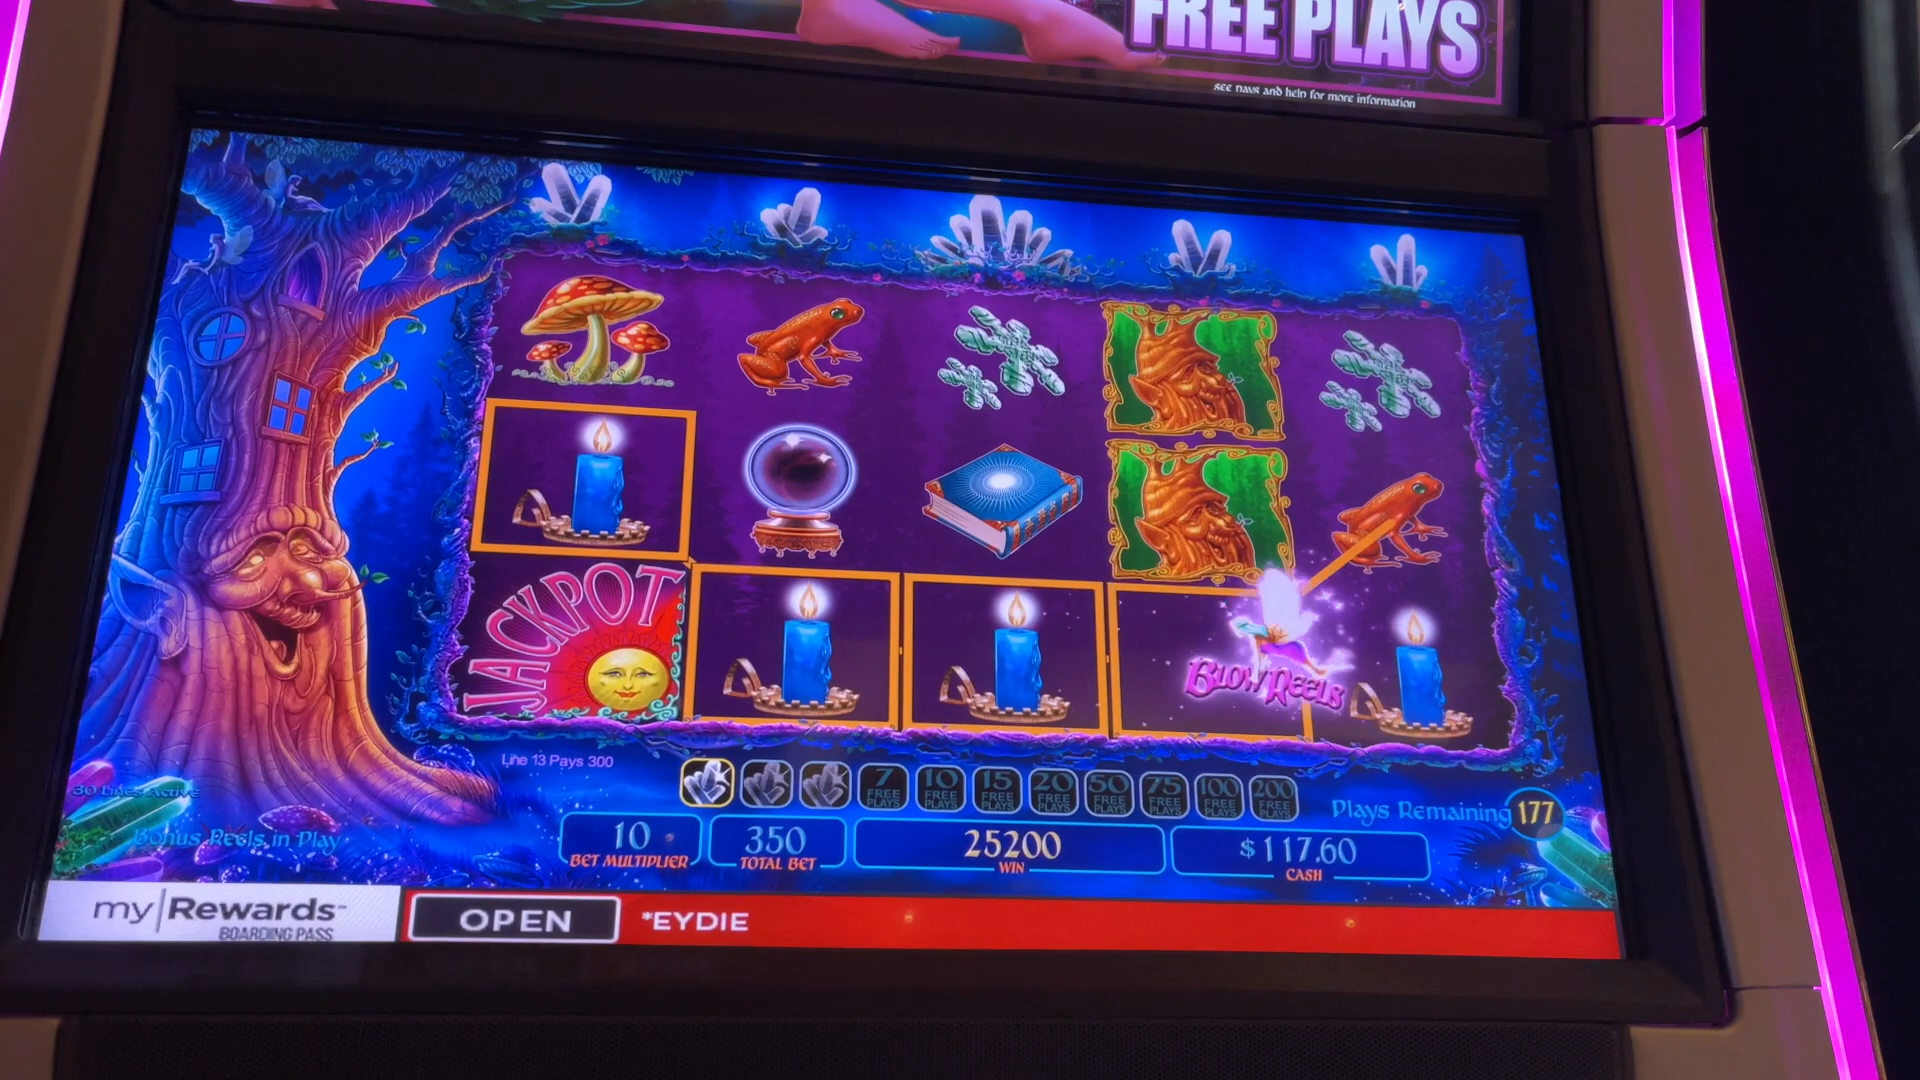 FREE PLAYS
see pays and help for more information
JACKPOT
BLOW REELS
Line 13 Pays 300
30 Lines Active
Bonus Reels in Play
7 FREE PLAYS
10 FREE PLAYS
15 FREE PLAYS
20 FREE PLAYS
50 FREE PLAYS
75 FREE PLAYS
100 FREE PLAYS
200 FREE PLAYS
Plays Remaining 177
10
BET MULTIPLIER
350
TOTAL BET
25200
WIN
$117.60
CASH
my|Rewards™
BOARDING PASS
OPEN
*EYDIE